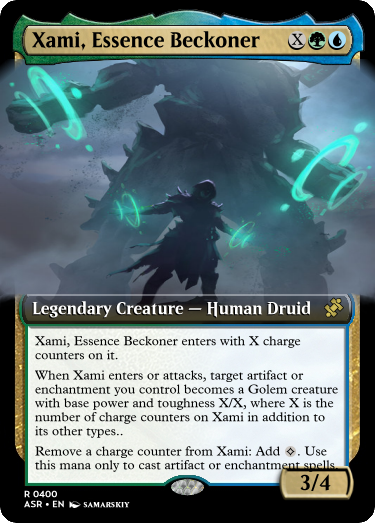 Xami, Essence Beckoner X
Legendary Creature — Human Druid
Xami, Essence Beckoner enters with X charge
counters on it.
When Xami enters or attacks, target artifact or
enchantment you control becomes a Golem creature
with base power and toughness X/X, where X is
the number of charge counters on Xami in addition to
its other types..
Remove a charge counter from Xami: Add . Use
this mana only to cast artifact or enchantment spells.
3/4
R 0400
ASR • EN SAMARSKIY